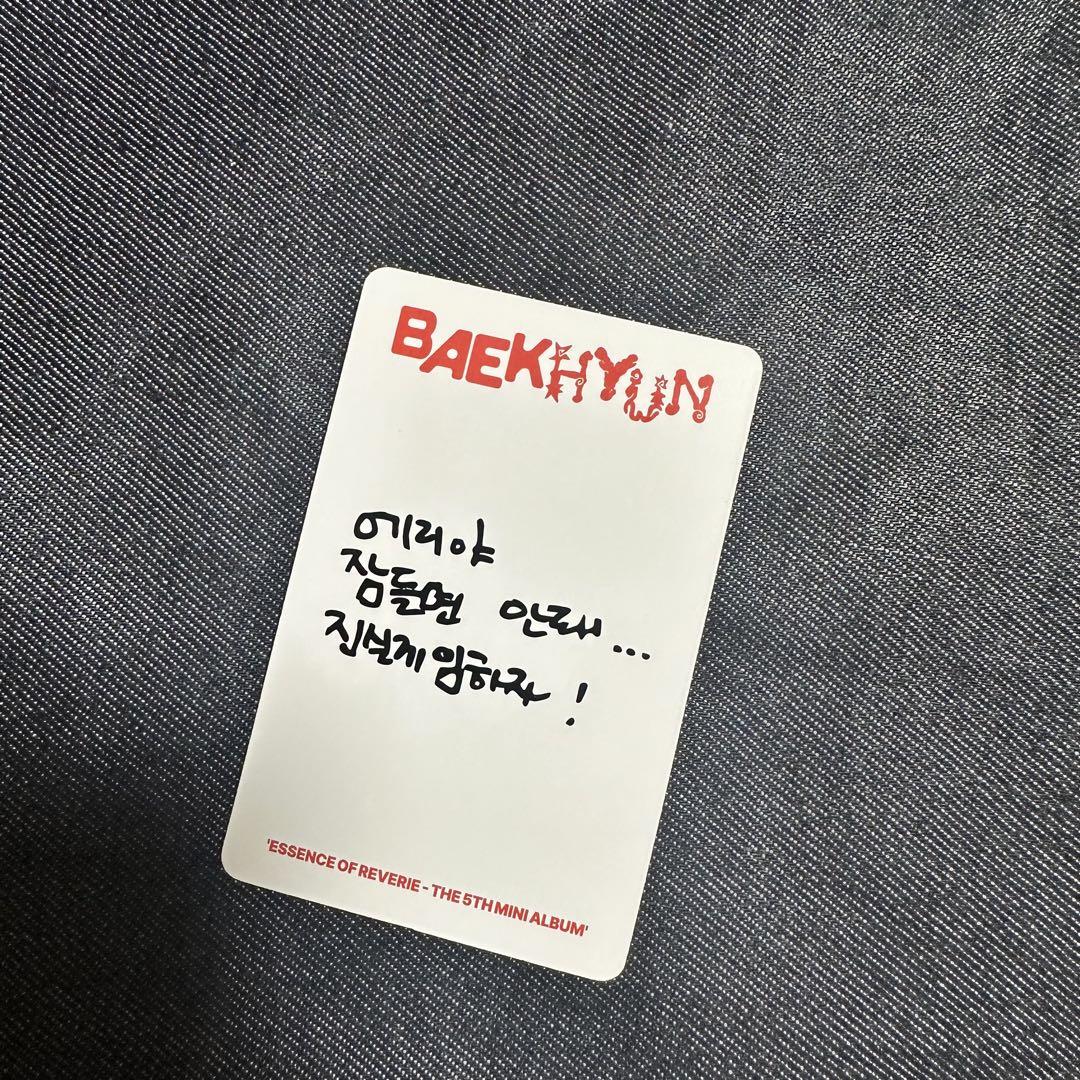 BAEKHYUN
에리야
잠들면 안돼...
진실게임하자!
'ESSENCE OF REVERIE - THE 5TH MINI ALBUM'